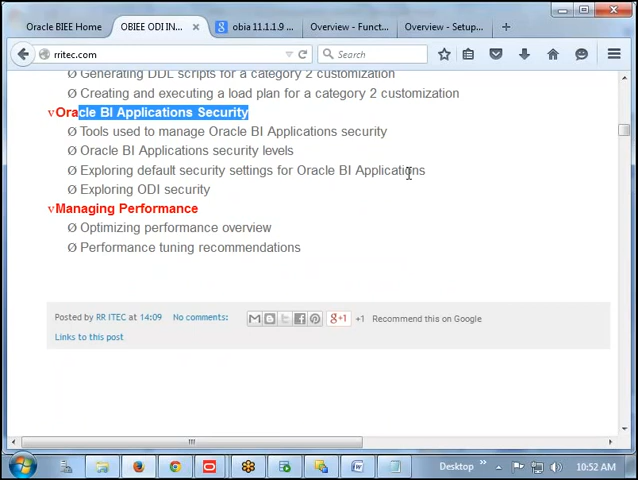 Oracle BIEE Home
OBIEE ODI IN...
obia 11.1.1.9
Overview - Funct...
Overview - Setup...
rritec.com
Search
Ø Generating DDL scripts for a category 2 customization
Ø Creating and executing a load plan for a category 2 customization
vOracle BI Applications Security
Ø Tools used to manage Oracle BI Applications security
Ø Oracle BI Applications security levels
Ø Exploring default security settings for Oracle BI Applications
Ø Exploring ODI security
vManaging Performance
Ø Optimizing performance overview
Ø Performance tuning recommendations
Posted by RR ITEC at 14:09 No comments: +1 Recommend this on Google
Links to this post
Desktop
10:52 AM